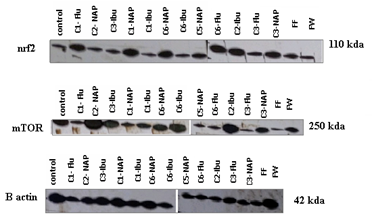 control C1- Flu C2- NAP C3-Ibu C1-NAP C1-Ibu C6-NAP C6-Ibu C5-NAP C6-Flu C2-Ibu C3-Flu C3-NAP FF FW
nrf2 110 kda
control C1- Flu C2- NAP C3-Ibu C1-NAP C1-Ibu C6-NAP C6-Ibu C5-NAP C6-Flu C2-Ibu C3-Flu C3-NAP FF FW
mTOR 250 kda
control C1- Flu C2- NAP C3-Ibu C1-NAP C1-Ibu C6-NAP C6-Ibu C5-NAP C6-Flu C2-Ibu C3-Flu C3-NAP FF FW
B actin 42 kda